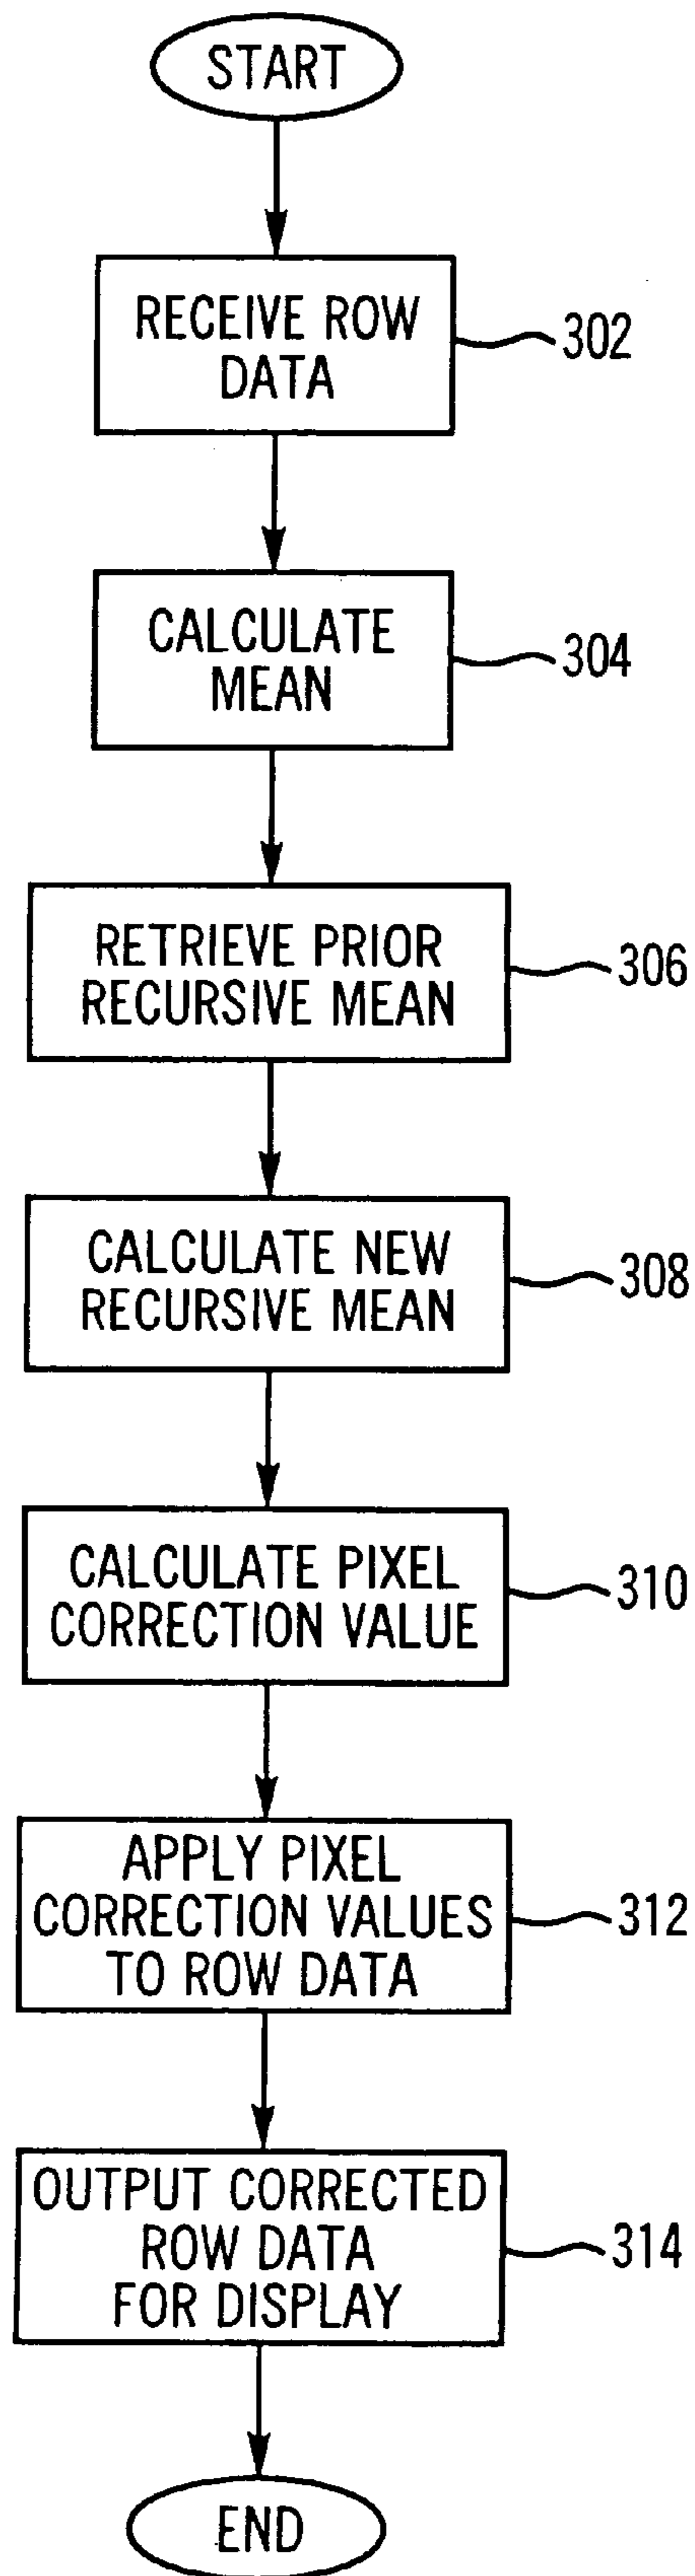 START
RECEIVE ROW
DATA
302
CALCULATE
MEAN
304
RETRIEVE PRIOR
RECURSIVE MEAN
306
CALCULATE NEW
RECURSIVE MEAN
308
CALCULATE PIXEL
CORRECTION VALUE
310
APPLY PIXEL
CORRECTION VALUES
TO ROW DATA
312
OUTPUT CORRECTED
ROW DATA
FOR DISPLAY
314
END